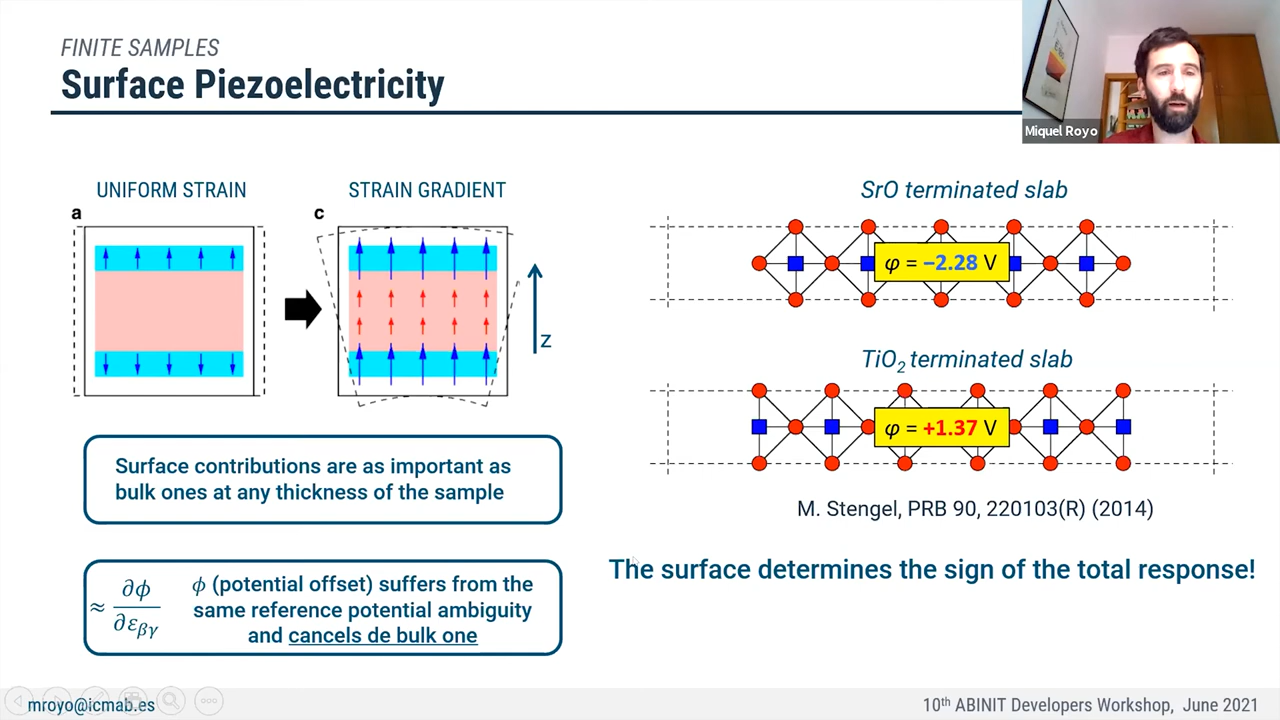 FINITE SAMPLES
Surface Piezoelectricity
Miquel Royo
UNIFORM STRAIN
STRAIN GRADIENT
a
c
z
Surface contributions are as important as
bulk ones at any thickness of the sample
≈ ∂ϕ/∂ε_βγ
ϕ (potential offset) suffers from the
same reference potential ambiguity
and cancels de bulk one
SrO terminated slab
φ = −2.28 V
TiO₂ terminated slab
φ = +1.37 V
M. Stengel, PRB 90, 220103(R) (2014)
The surface determines the sign of the total response!
mroyo@icmab.es
10th ABINIT Developers Workshop, June 2021